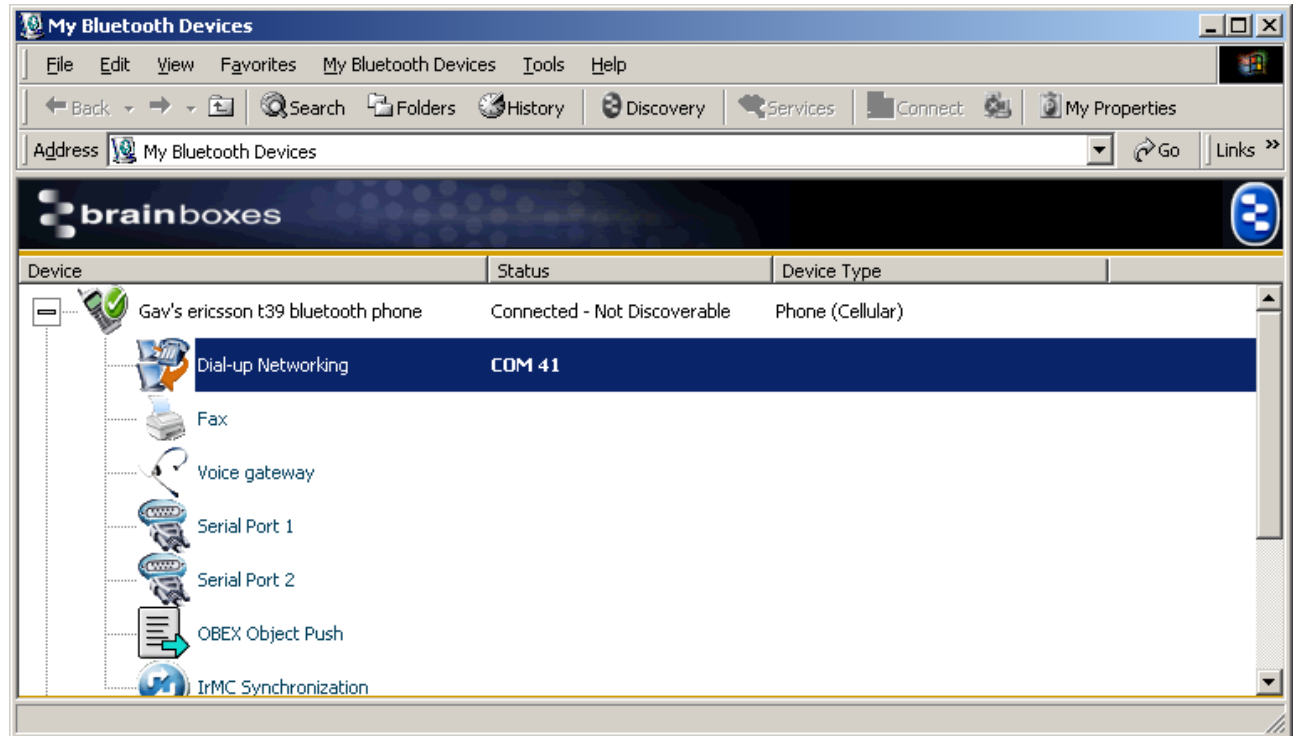 My Bluetooth Devices
File Edit View Favorites My Bluetooth Devices Tools Help
Back Search Folders History Discovery Services Connect My Properties
Address My Bluetooth Devices Go Links »
brainboxes
Device Status Device Type
Gav's ericsson t39 bluetooth phone Connected - Not Discoverable Phone (Cellular)
Dial-up Networking COM 41
Fax
Voice gateway
Serial Port 1
Serial Port 2
OBEX Object Push
IrMC Synchronization